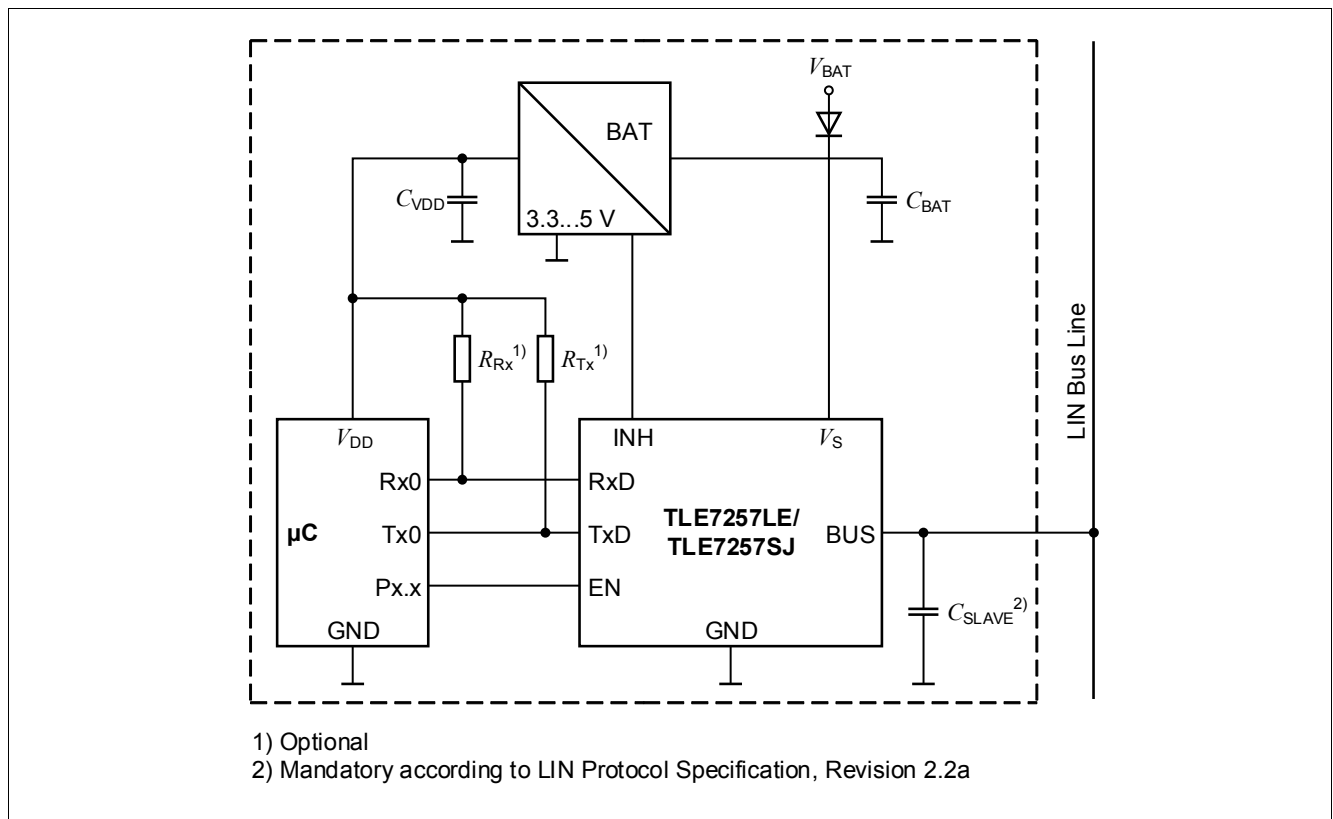 V_BAT
BAT
C_VDD
C_BAT
3.3...5 V
R_Rx 1)
R_Tx 1)
LIN Bus Line
V_DD
INH
V_S
Rx0
RxD
µC
Tx0
TxD
TLE7257LE/
TLE7257SJ
BUS
Px.x
EN
C_SLAVE 2)
GND
GND
1) Optional
2) Mandatory according to LIN Protocol Specification, Revision 2.2a